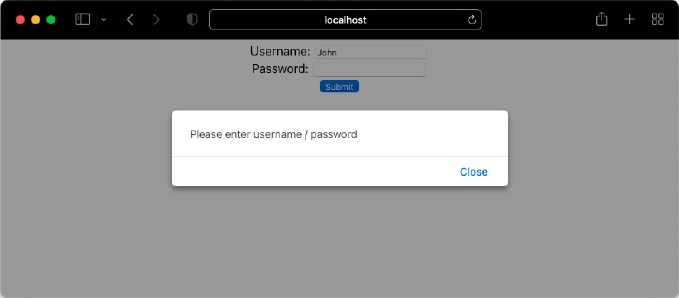 localhost
Username: John
Password:
Submit
Please enter username / password
Close